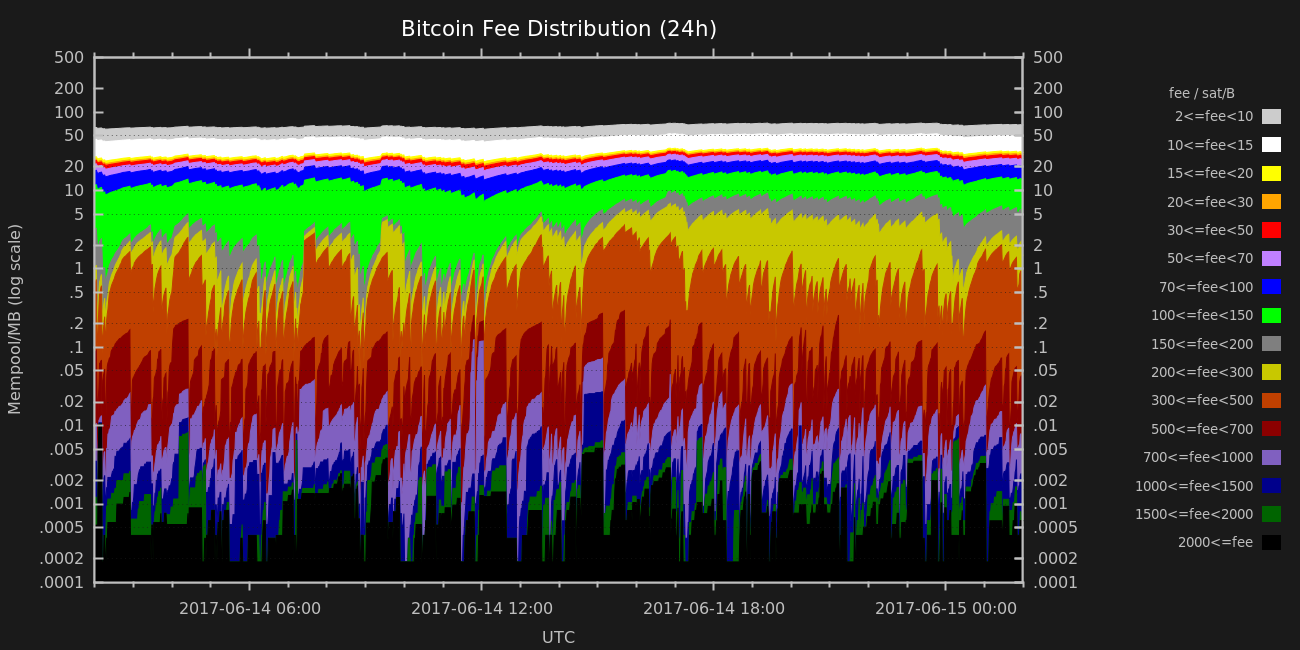 Bitcoin Fee Distribution (24h)
500 500
200 200
100 100
50 50
20 20
10 10
5 5
2 2
1 1
.5 .5
.2 .2
.1 .1
.05 .05
.02 .02
.01 .01
.005 .005
.002 .002
.001 .001
.0005 .0005
.0002 .0002
.0001 .0001
Mempool/MB (log scale)
2017-06-14 06:00 2017-06-14 12:00 2017-06-14 18:00 2017-06-15 00:00
UTC
fee / sat/B
2<=fee<10
10<=fee<15
15<=fee<20
20<=fee<30
30<=fee<50
50<=fee<70
70<=fee<100
100<=fee<150
150<=fee<200
200<=fee<300
300<=fee<500
500<=fee<700
700<=fee<1000
1000<=fee<1500
1500<=fee<2000
2000<=fee